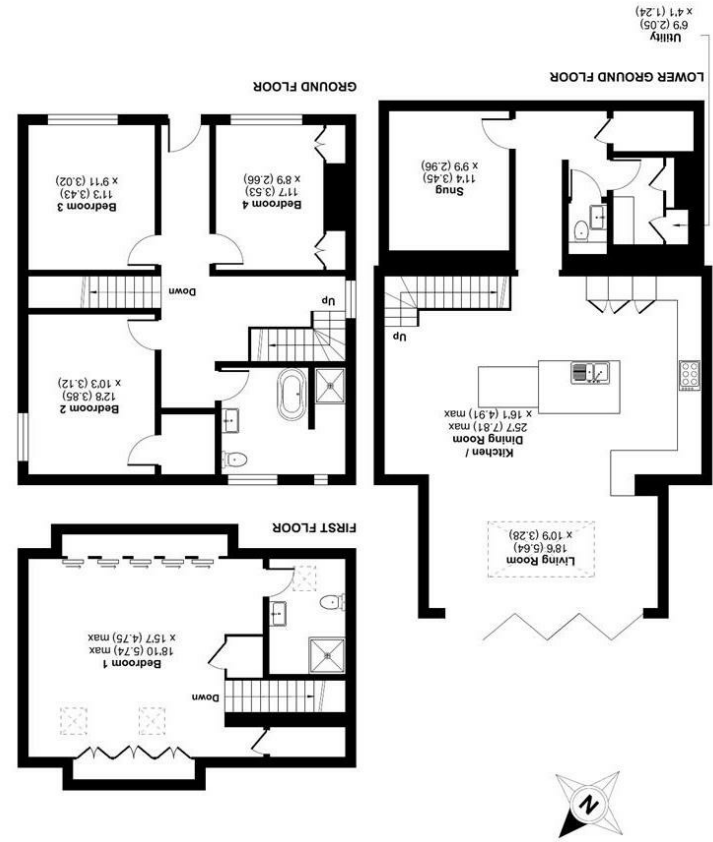 N
Living Room
18'6 (5.64)
x 10'9 (3.28)
Kitchen /
Dining Room
25'7 (7.81) max
x 16'1 (4.91) max
Up
Snug
11'4 (3.45)
x 9'9 (2.96)
LOWER GROUND FLOOR
Utility
6'9 (2.05)
x 4'1 (1.24)
Down
Bedroom 1
18'10 (5.74) max
x 15'7 (4.75) max
FIRST FLOOR
Bedroom 2
12'8 (3.85)
x 10'3 (3.12)
Up
Down
Bedroom 4
11'7 (3.53)
x 8'9 (2.66)
Bedroom 3
11'3 (3.43)
x 9'11 (3.02)
GROUND FLOOR